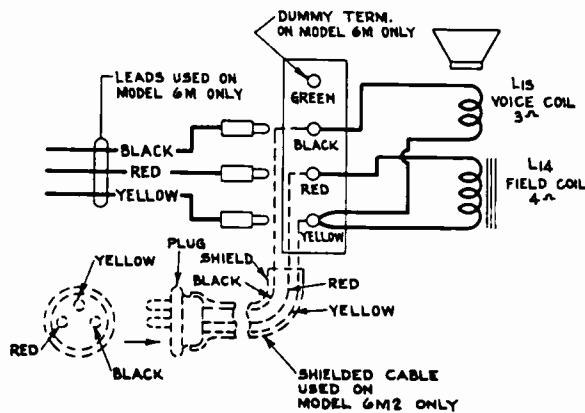 DUMMY TERM.
ON MODEL 6M ONLY
LEADS USED ON
MODEL 6M ONLY
GREEN
L15
VOICE COIL
3Ω
BLACK
BLACK
RED
RED
L14
FIELD COIL
4Ω
YELLOW
YELLOW
PLUG
SHIELD
YELLOW
BLACK
RED
YELLOW
RED
BLACK
SHIELDED CABLE
USED ON
MODEL 6M2 ONLY